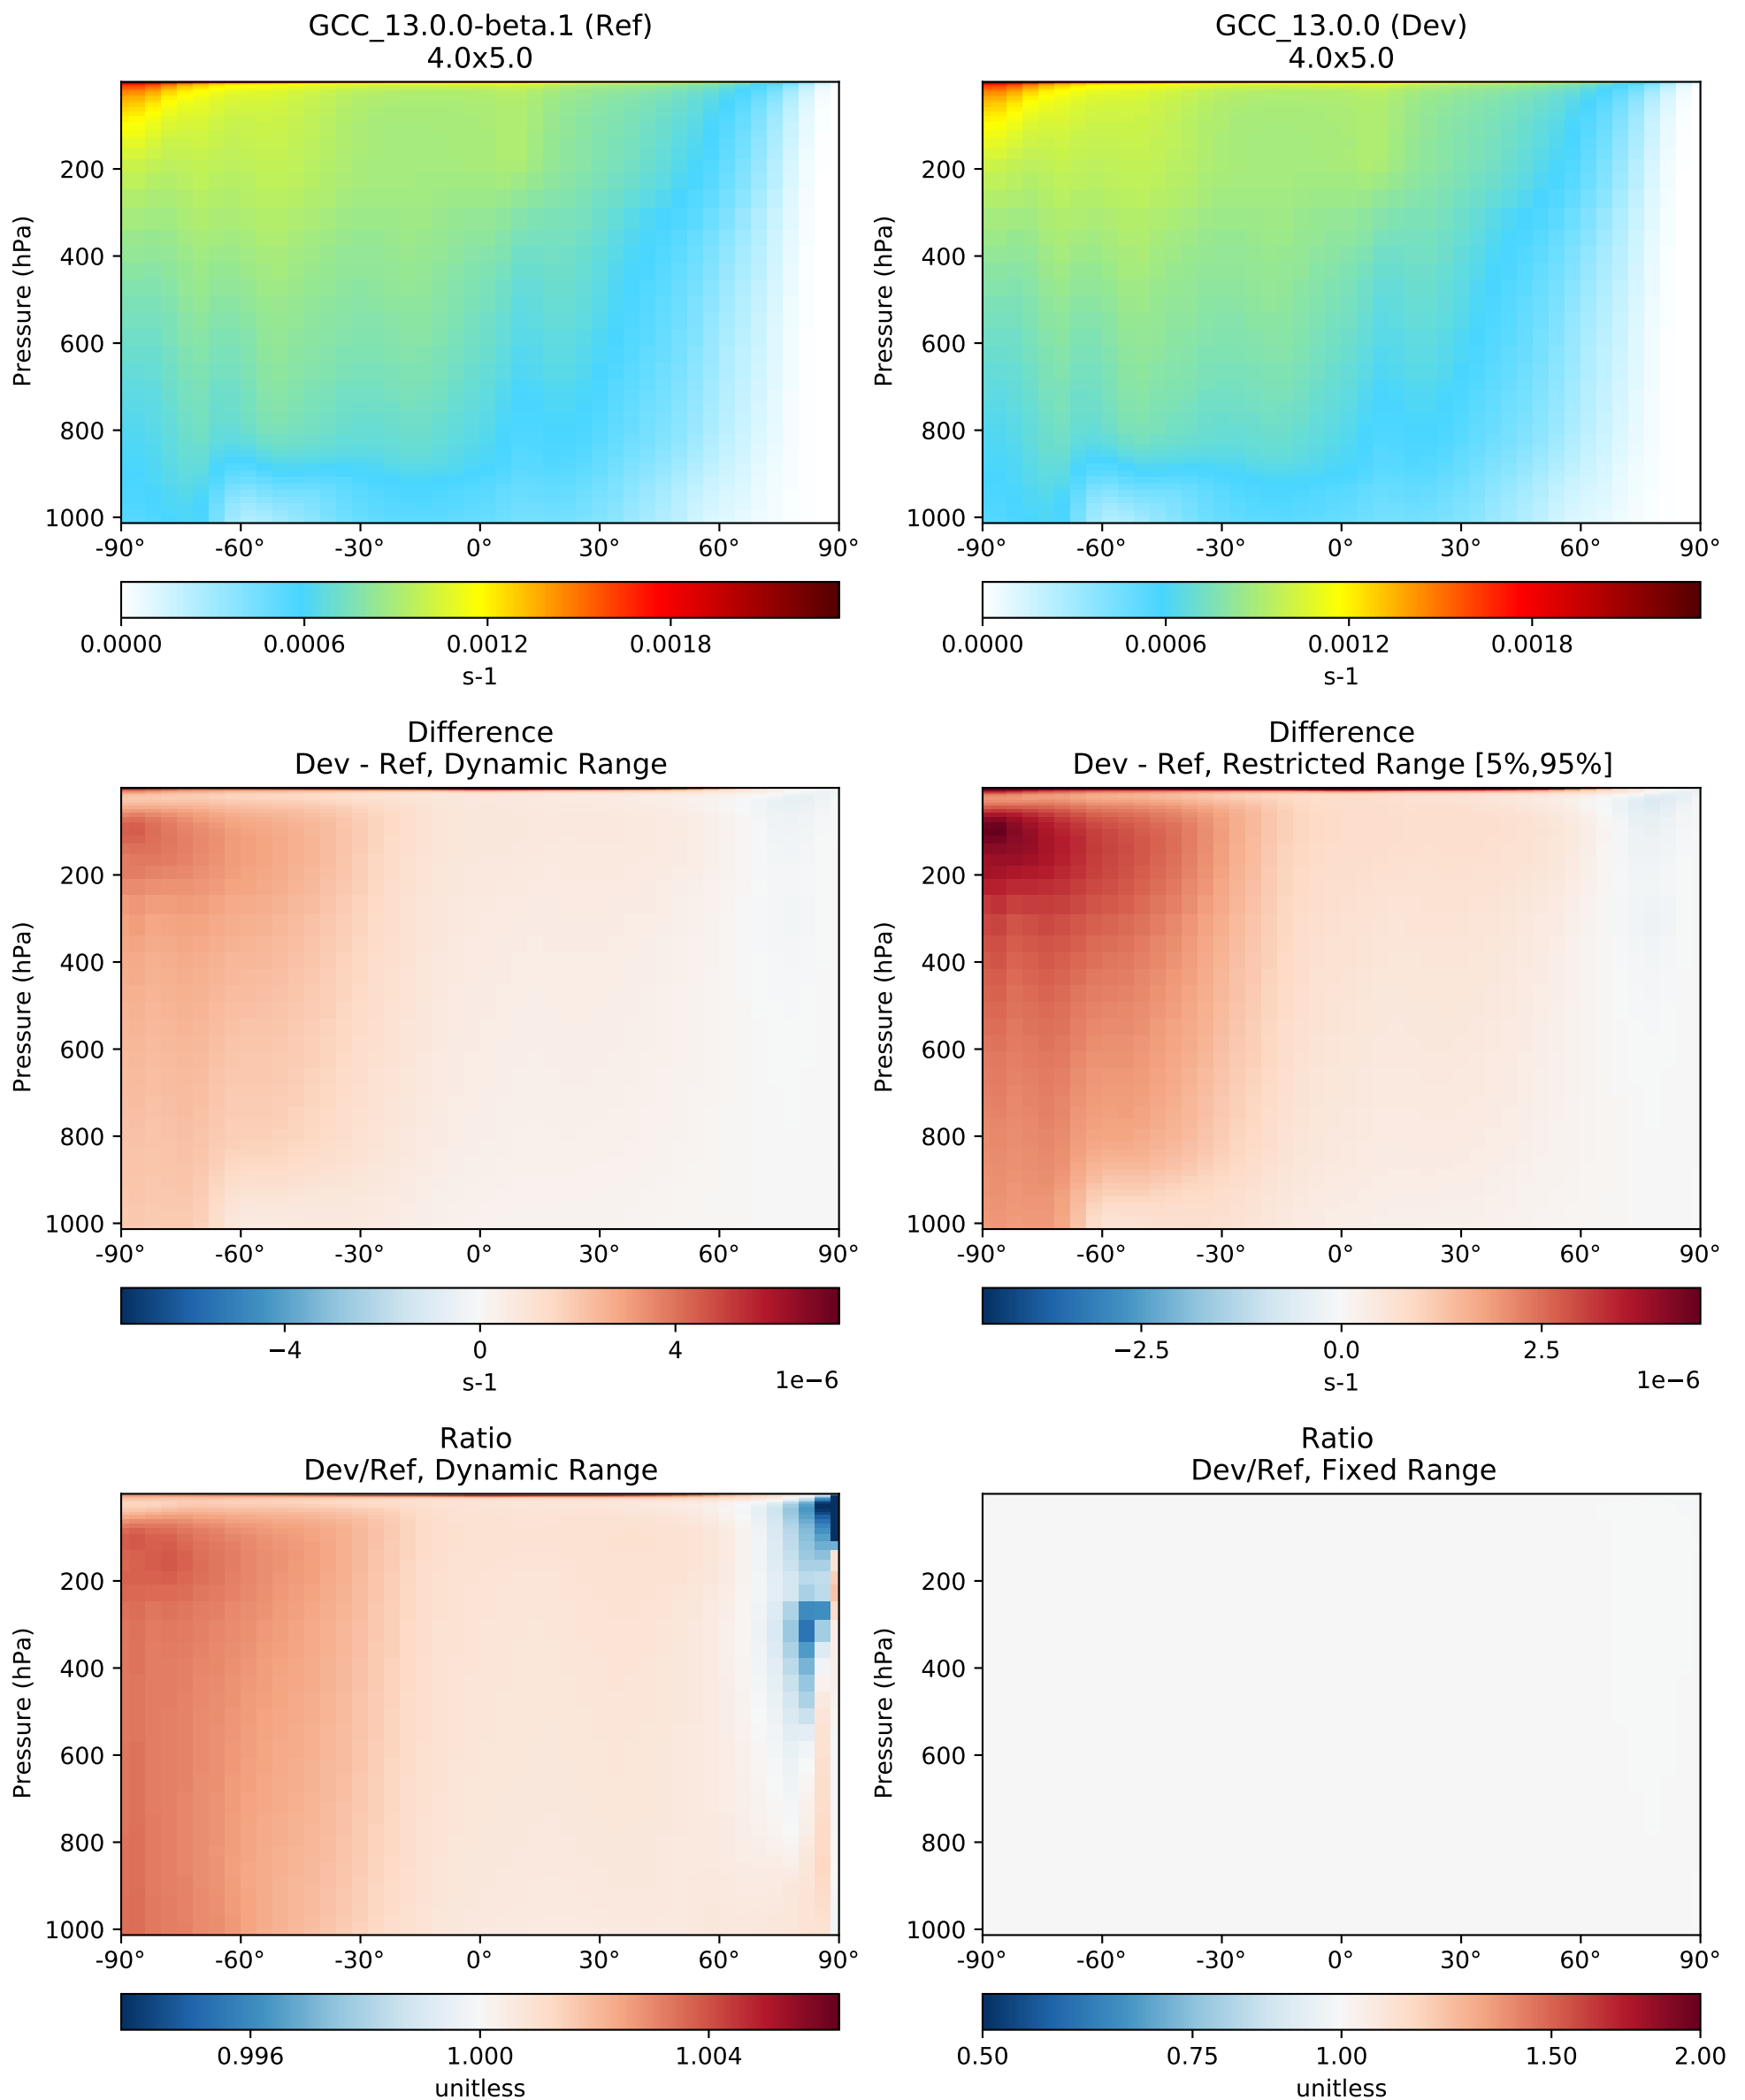 GCC_13.0.0-beta.1 (Ref)
4.0x5.0
Pressure (hPa)
200
400
600
800
1000
-90° -60° -30° 0° 30° 60° 90°
0.0000 0.0006 0.0012 0.0018
s-1
GCC_13.0.0 (Dev)
4.0x5.0
Pressure (hPa)
200
400
600
800
1000
-90° -60° -30° 0° 30° 60° 90°
0.0000 0.0006 0.0012 0.0018
s-1
Difference
Dev - Ref, Dynamic Range
Pressure (hPa)
200
400
600
800
1000
-90° -60° -30° 0° 30° 60° 90°
−4 0 4
s-1
1e−6
Difference
Dev - Ref, Restricted Range [5%,95%]
Pressure (hPa)
200
400
600
800
1000
-90° -60° -30° 0° 30° 60° 90°
−2.5 0.0 2.5
s-1
1e−6
Ratio
Dev/Ref, Dynamic Range
Pressure (hPa)
200
400
600
800
1000
-90° -60° -30° 0° 30° 60° 90°
0.996 1.000 1.004
unitless
Ratio
Dev/Ref, Fixed Range
Pressure (hPa)
200
400
600
800
1000
-90° -60° -30° 0° 30° 60° 90°
0.50 0.75 1.00 1.50 2.00
unitless